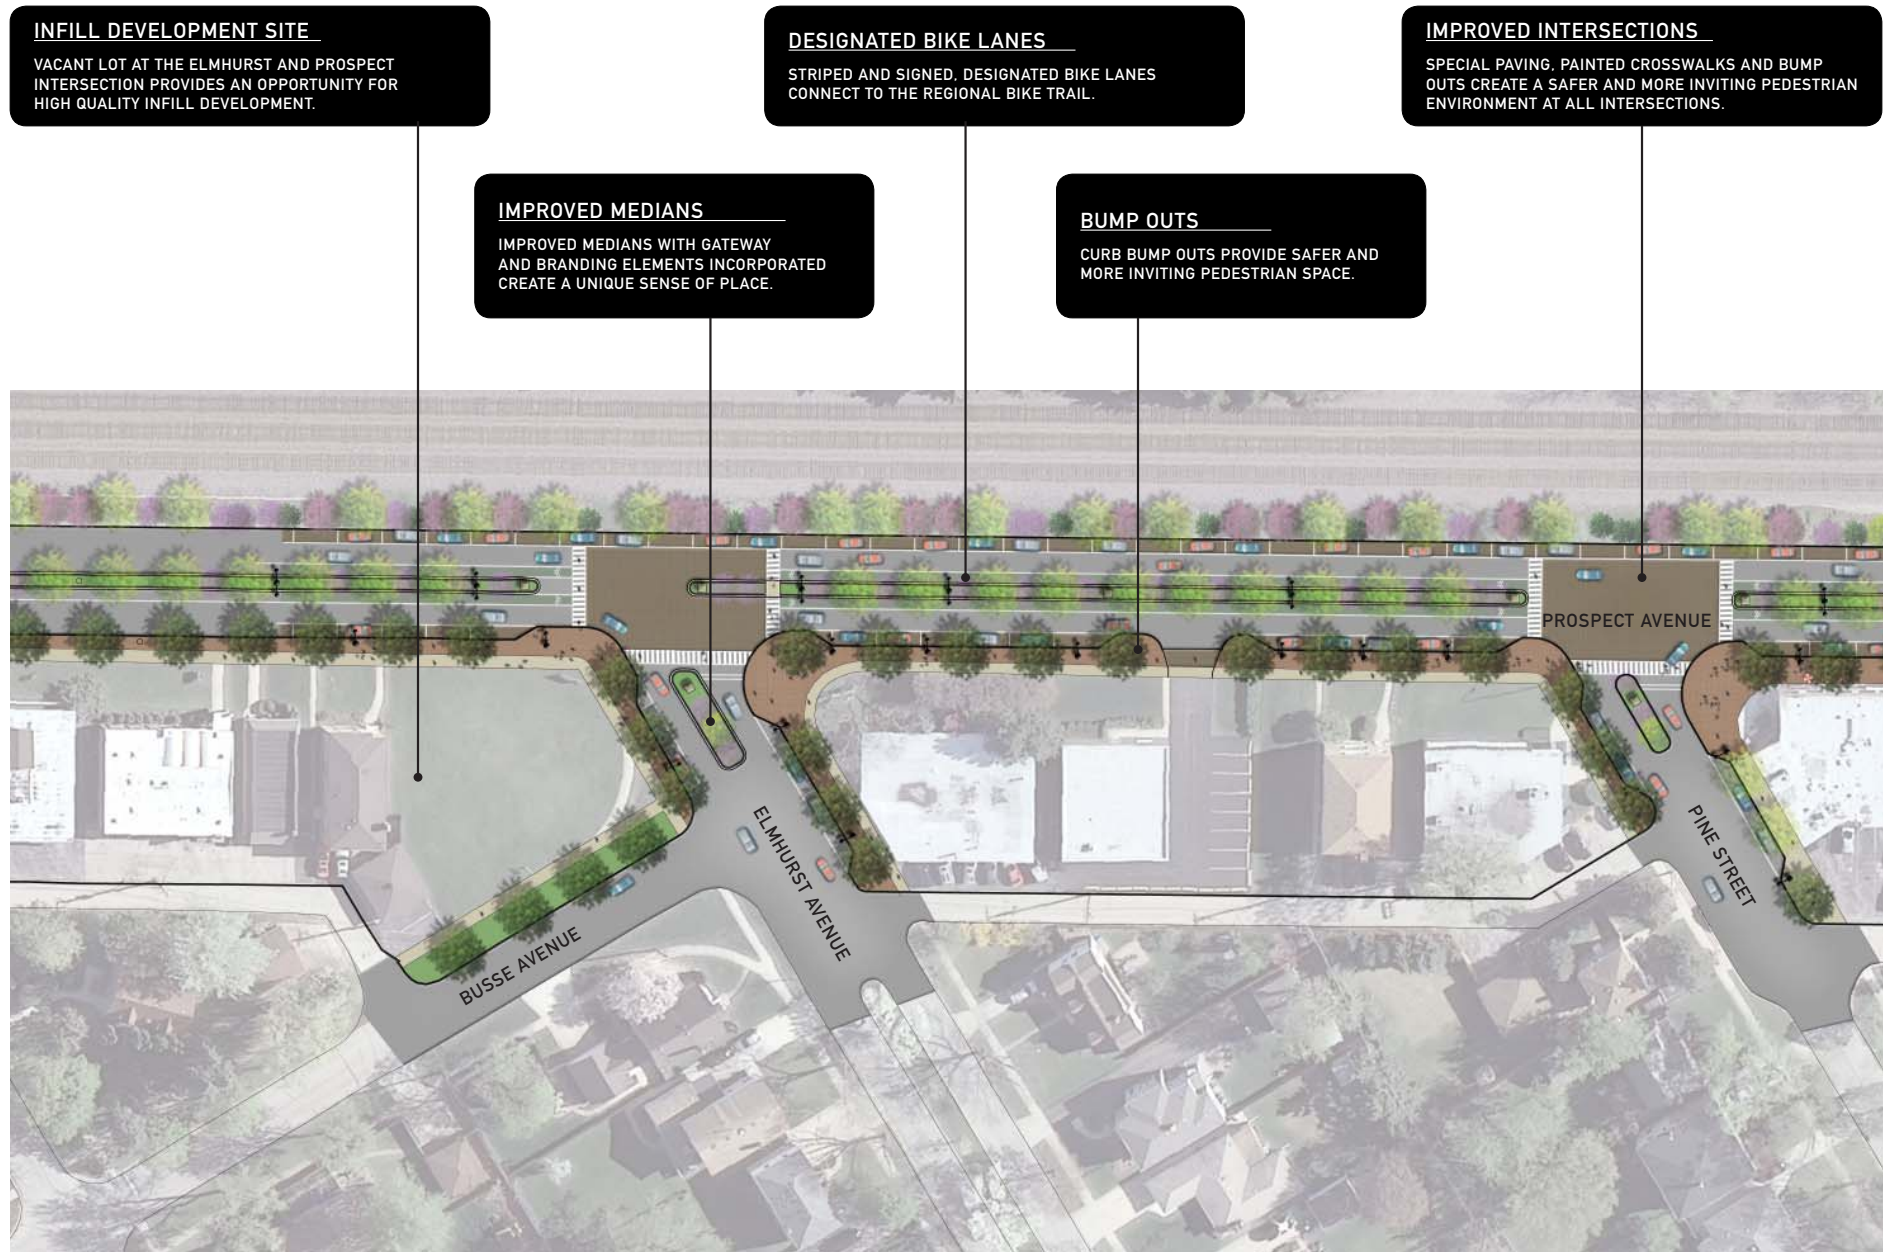 INFILL DEVELOPMENT SITE
VACANT LOT AT THE ELMHURST AND PROSPECT
INTERSECTION PROVIDES AN OPPORTUNITY FOR
HIGH QUALITY INFILL DEVELOPMENT.
DESIGNATED BIKE LANES
STRIPED AND SIGNED, DESIGNATED BIKE LANES
CONNECT TO THE REGIONAL BIKE TRAIL.
IMPROVED INTERSECTIONS
SPECIAL PAVING, PAINTED CROSSWALKS AND BUMP
OUTS CREATE A SAFER AND MORE INVITING PEDESTRIAN
ENVIRONMENT AT ALL INTERSECTIONS.
IMPROVED MEDIANS
IMPROVED MEDIANS WITH GATEWAY
AND BRANDING ELEMENTS INCORPORATED
CREATE A UNIQUE SENSE OF PLACE.
BUMP OUTS
CURB BUMP OUTS PROVIDE SAFER AND
MORE INVITING PEDESTRIAN SPACE.
PROSPECT AVENUE
ELMHURST AVENUE
PINE STREET
BUSSE AVENUE